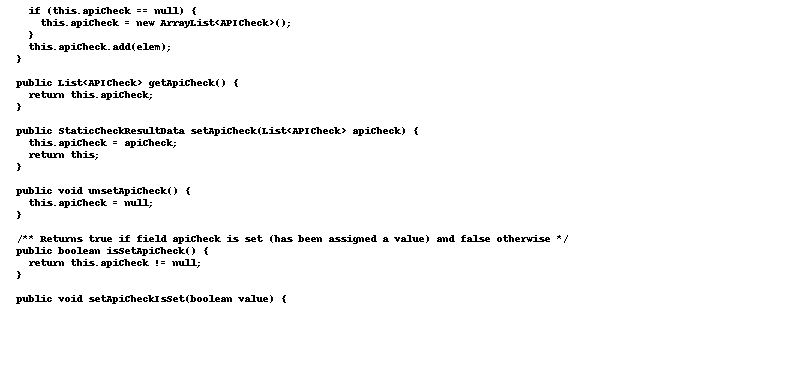 if (this.apiCheck == null) {
this.apiCheck = new ArrayList<APICheck>();
}
this.apiCheck.add(elem);
}
public List<APICheck> getApiCheck() {
return this.apiCheck;
}
public StaticCheckResultData setApiCheck(List<APICheck> apiCheck) {
this.apiCheck = apiCheck;
return this;
}
public void unsetApiCheck() {
this.apiCheck = null;
}
/** Returns true if field apiCheck is set (has been assigned a value) and false otherwise */
public boolean isSetApiCheck() {
return this.apiCheck != null;
}
public void setApiCheckIsSet(boolean value) {